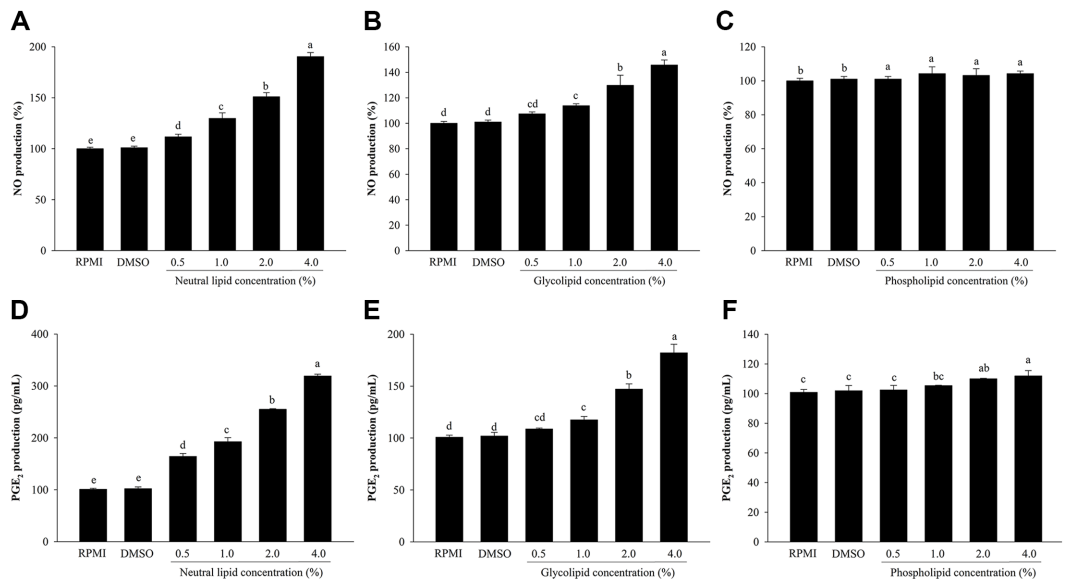 A
NO production (%)
200
150
100
50
0
e e d c b a
RPMI DMSO 0.5 1.0 2.0 4.0
Neutral lipid concentration (%)
B
NO production (%)
160
140
120
100
80
60
40
20
0
d d cd c b a
RPMI DMSO 0.5 1.0 2.0 4.0
Glycolipid concentration (%)
C
NO production (%)
120
100
80
60
40
20
0
b b a a a a
RPMI DMSO 0.5 1.0 2.0 4.0
Phospholipid concentration (%)
D
PGE₂ production (pg/mL)
400
300
200
100
0
e e d c b a
RPMI DMSO 0.5 1.0 2.0 4.0
Neutral lipid concentration (%)
E
PGE₂ production (pg/mL)
200
150
100
50
0
d d cd c b a
RPMI DMSO 0.5 1.0 2.0 4.0
Glycolipid concentration (%)
F
PGE₂ production (pg/mL)
140
120
100
80
60
40
20
0
c c c bc ab a
RPMI DMSO 0.5 1.0 2.0 4.0
Phospholipid concentration (%)